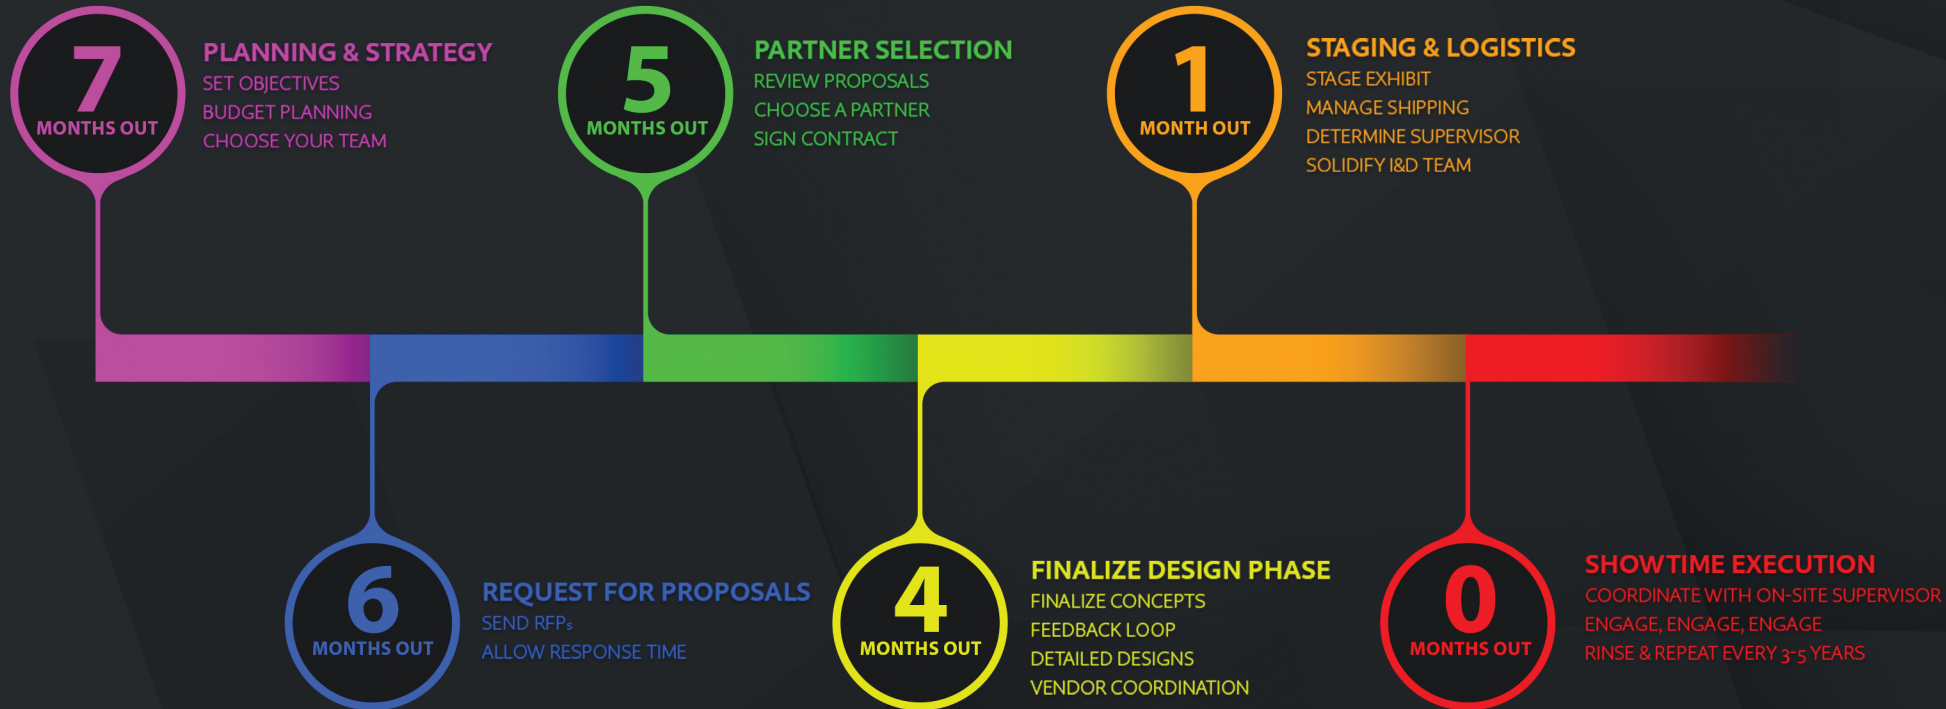 7
MONTHS OUT
PLANNING & STRATEGY
SET OBJECTIVES
BUDGET PLANNING
CHOOSE YOUR TEAM
6
MONTHS OUT
REQUEST FOR PROPOSALS
SEND RFPs
ALLOW RESPONSE TIME
5
MONTHS OUT
PARTNER SELECTION
REVIEW PROPOSALS
CHOOSE A PARTNER
SIGN CONTRACT
4
MONTHS OUT
FINALIZE DESIGN PHASE
FINALIZE CONCEPTS
FEEDBACK LOOP
DETAILED DESIGNS
VENDOR COORDINATION
1
MONTH OUT
STAGING & LOGISTICS
STAGE EXHIBIT
MANAGE SHIPPING
DETERMINE SUPERVISOR
SOLIDIFY I&D TEAM
0
MONTHS OUT
SHOWTIME EXECUTION
COORDINATE WITH ON-SITE SUPERVISOR
ENGAGE, ENGAGE, ENGAGE
RINSE & REPEAT EVERY 3-5 YEARS